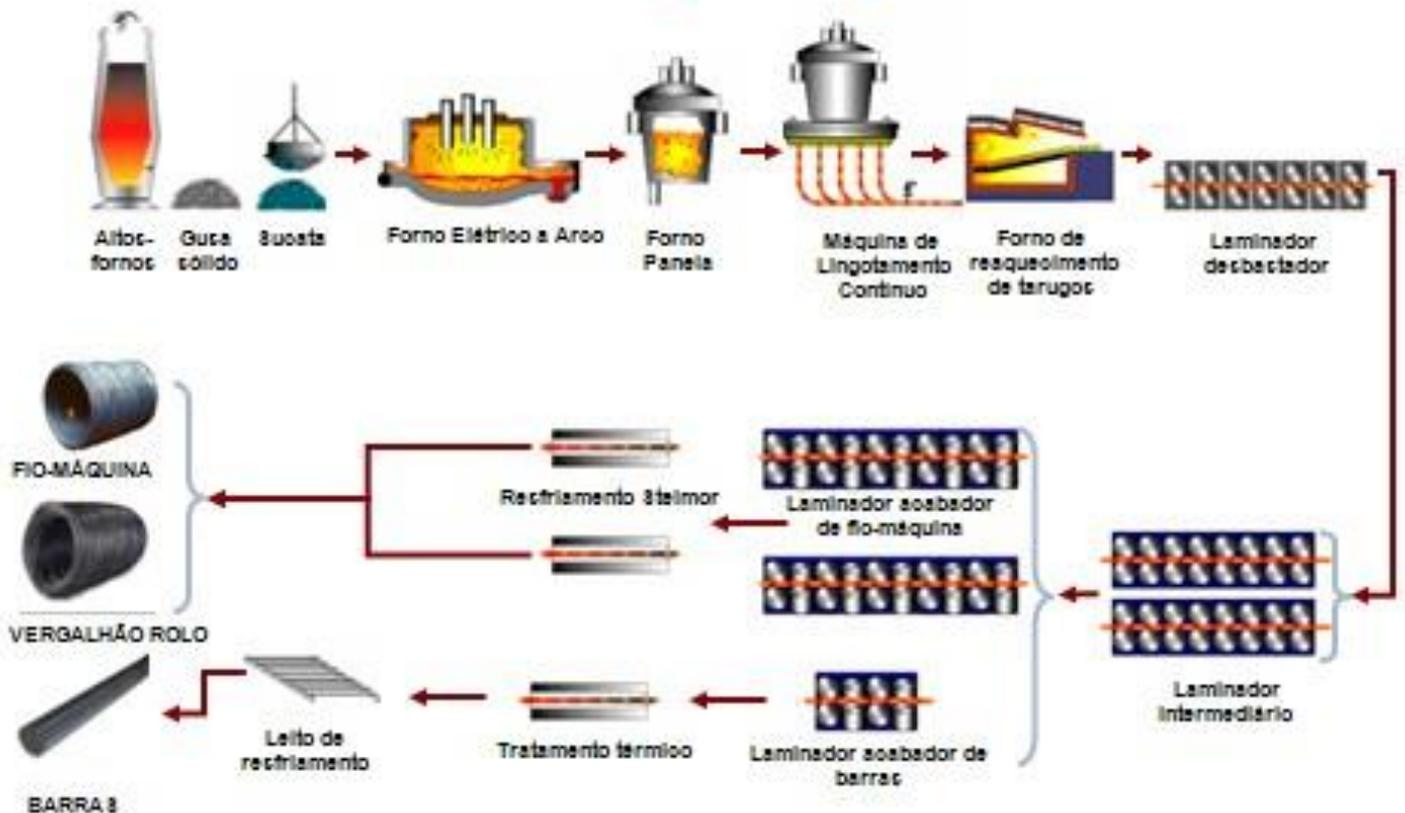 Altos-
fornos
Gusa
sólido
Sucata
Forno Elétrico a Arco
Forno
Panela
Máquina de
Lingotamento
Contínuo
Forno de
reaquecimento
de tarugos
Laminador
desbastador
FIO-MÁQUINA
VERGALHÃO ROLO
BARRAS
Resfriamento Stelmor
Laminador acabador
de fio-máquina
Laminador
Intermediário
Leito de
resfriamento
Tratamento térmico
Laminador acabador de
barras